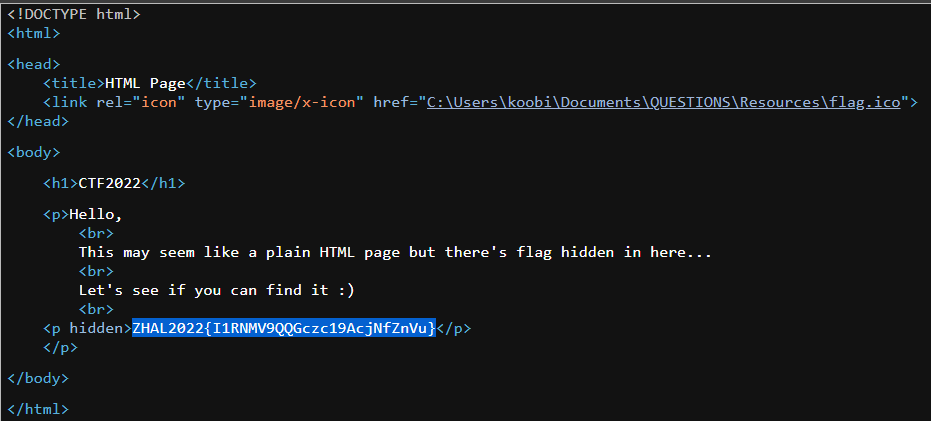 <!DOCTYPE html>
<html>
<head>
<title>HTML Page</title>
<link rel="icon" type="image/x-icon" href="C:\Users\koobi\Documents\QUESTIONS\Resources\flag.ico">
</head>
<body>
<h1>CTF2022</h1>
<p>Hello,
<br>
This may seem like a plain HTML page but there's flag hidden in here...
<br>
Let's see if you can find it :)
<br>
<p hidden>ZHAL2022{I1RNMV9QQGczc19AcjNfZnVu}</p>
</p>
</body>
</html>